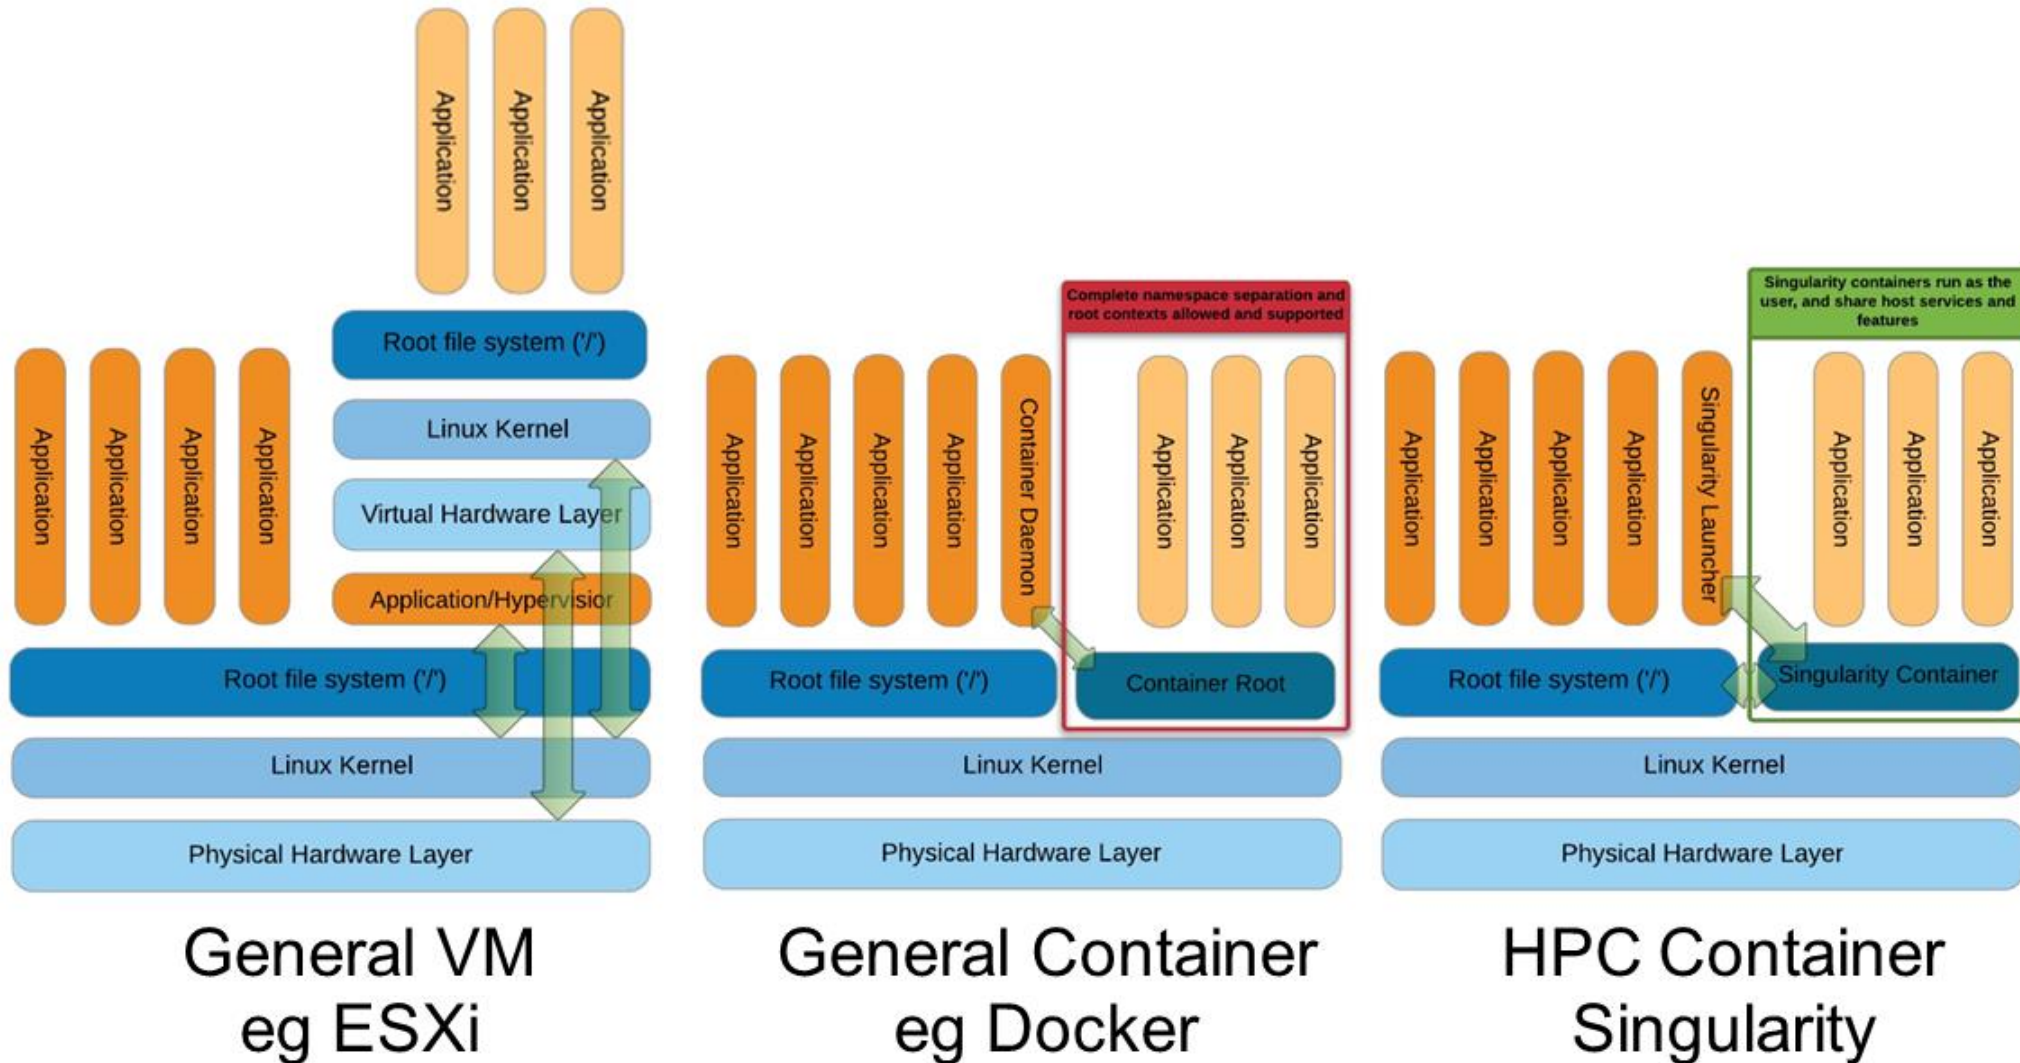 Application
Application
Application
Root file system ('/')
Linux Kernel
Virtual Hardware Layer
Application/Hypervisior
Application
Application
Application
Application
Root file system ('/')
Linux Kernel
Physical Hardware Layer
General VM
eg ESXi
Complete namespace separation and
root contexts allowed and supported
Application
Application
Application
Application
Container Daemon
Application
Application
Application
Root file system ('/')
Container Root
Linux Kernel
Physical Hardware Layer
General Container
eg Docker
Singularity containers run as the
user, and share host services and
features
Application
Application
Application
Application
Singularity Launcher
Application
Application
Application
Root file system ('/')
Singularity Container
Linux Kernel
Physical Hardware Layer
HPC Container
Singularity